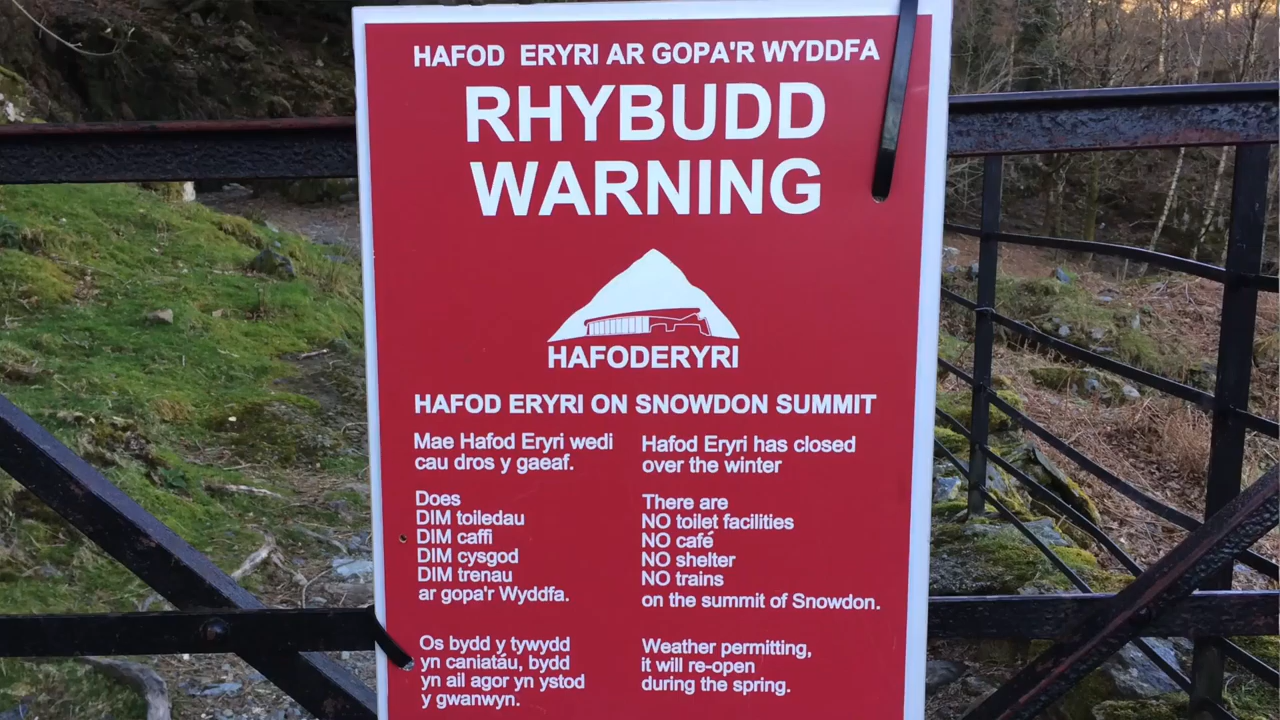 HAFOD ERYRI AR GOPA'R WYDDFA
RHYBUDD
WARNING
HAFODERYRI
HAFOD ERYRI ON SNOWDON SUMMIT
Mae Hafod Eryri wedi
cau dros y gaeaf.
Does
DIM toiledau
DIM caffi
DIM cysgod
DIM trenau
ar gopa'r Wyddfa.
Os bydd y tywydd
yn caniatáu, bydd
yn ail agor yn ystod
y gwanwyn.
Hafod Eryri has closed
over the winter
There are
NO toilet facilities
NO café
NO shelter
NO trains
on the summit of Snowdon.
Weather permitting,
it will re-open
during the spring.